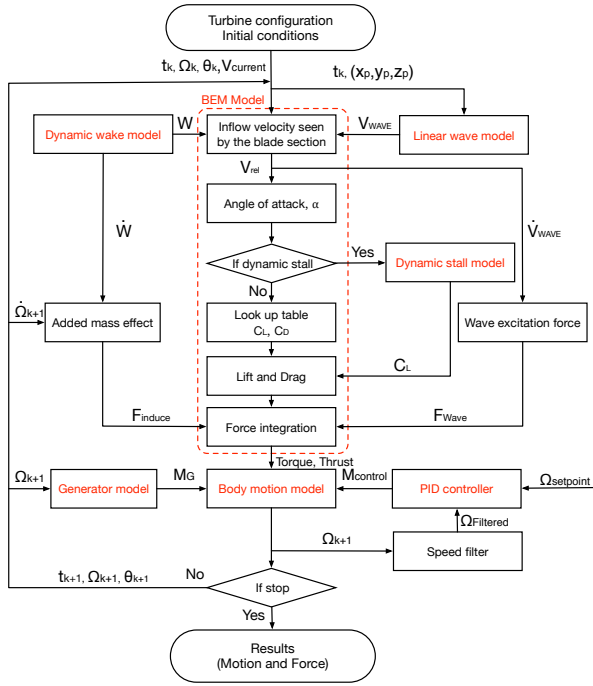 Turbine configuration
Initial conditions
tk, Ωk, θk, Vcurrent
tk, (xp,yp,zp)
BEM Model
Dynamic wake model
W
Inflow velocity seen
by the blade section
VWAVE
Linear wave model
Vrel
Angle of attack, α
Ẇ
V̇WAVE
If dynamic stall
Yes
Dynamic stall model
No
Ω̇k+1
Added mass effect
Look up table
CL, CD
Wave excitation force
Lift and Drag
CL
Finduce
Force integration
FWave
Torque, Thrust
Ωk+1
Generator model
MG
Body motion model
Mcontrol
PID controller
Ωsetpoint
ΩFiltered
Ωk+1
Speed filter
tk+1, Ωk+1, θk+1
No
If stop
Yes
Results
(Motion and Force)